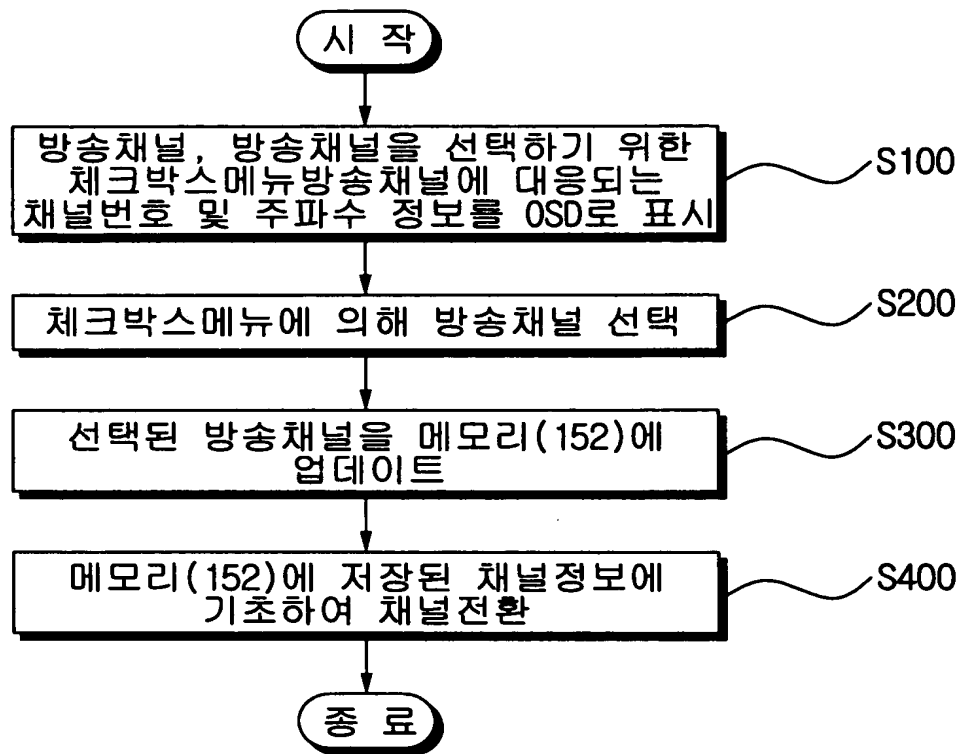 시 작
방송채널, 방송채널을 선택하기 위한
체크박스메뉴방송채널에 대응되는
채널번호 및 주파수 정보를 OSD로 표시
S100
체크박스메뉴에 의해 방송채널 선택
S200
선택된 방송채널을 메모리(152)에
업데이트
S300
메모리(152)에 저장된 채널정보에
기초하여 채널전환
S400
종 료